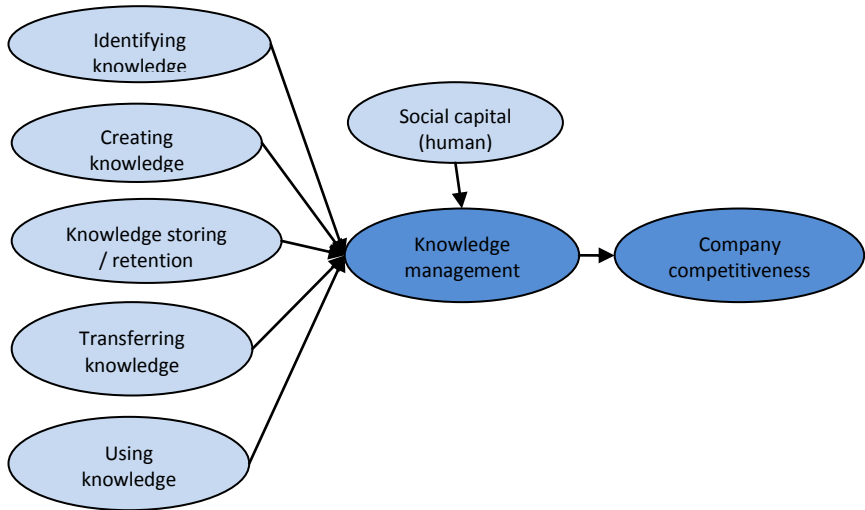 Identifying
knowledge
Creating
knowledge
Knowledge storing
/ retention
Transferring
knowledge
Using
knowledge
Social capital
(human)
Knowledge
management
Company
competitiveness